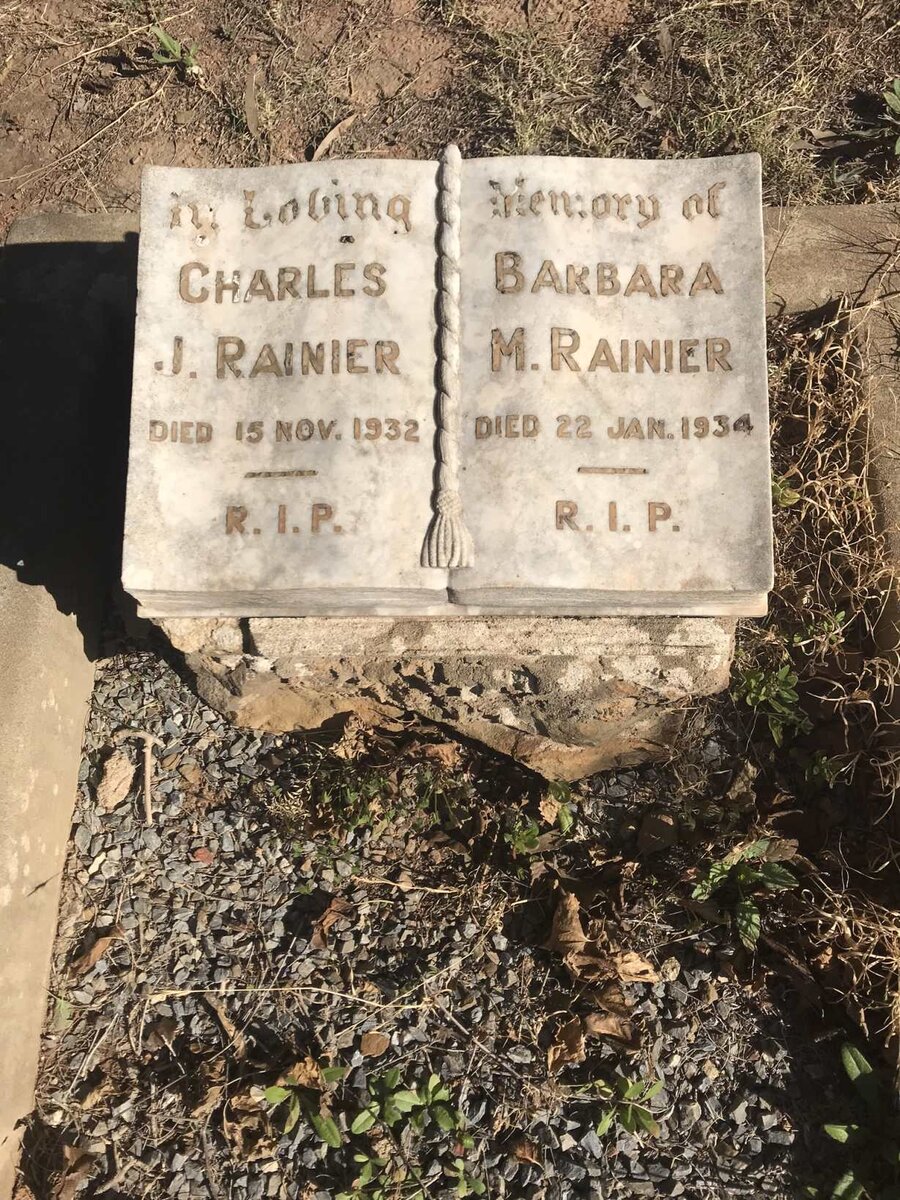 In Loving
CHARLES
J. RAINIER
DIED 15 NOV. 1932
R. I. P.
Memory of
BARBARA
M. RAINIER
DIED 22 JAN. 1934
R. I. P.